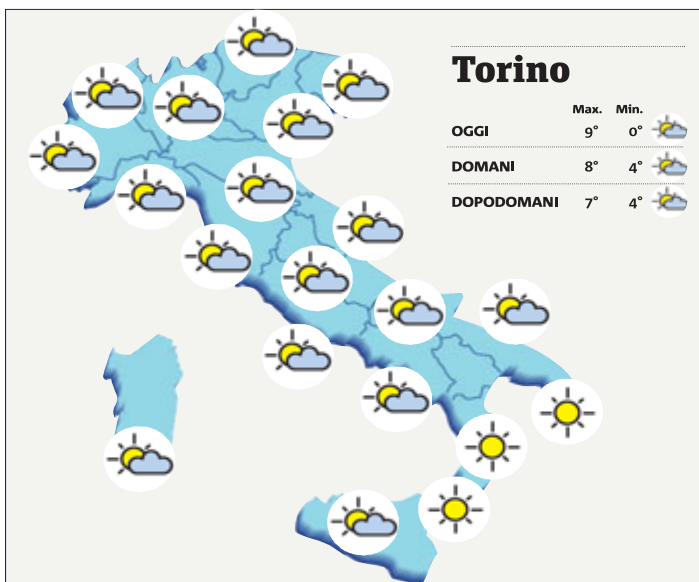 Torino
Max. Min.
OGGI 9° 0°
DOMANI 8° 4°
DOPODOMANI 7° 4°